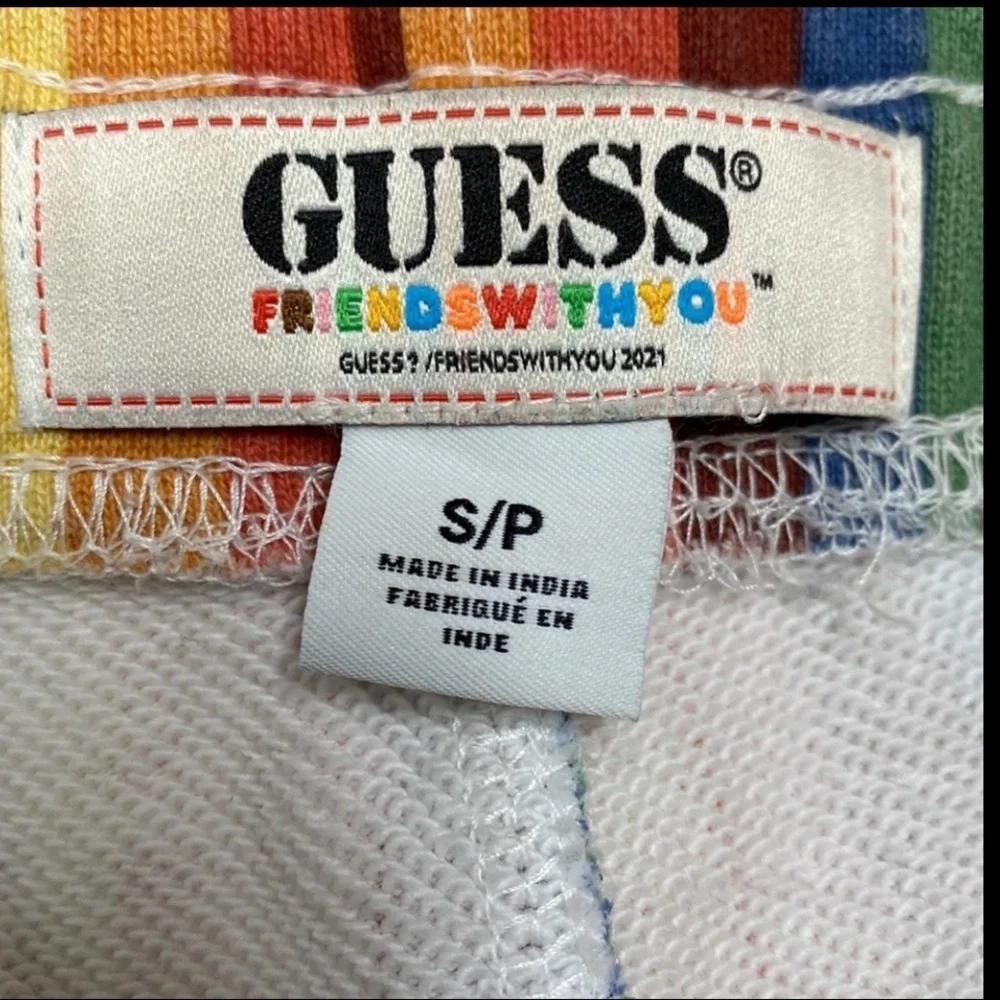 GUESS®
FRIENDSWITHYOU™
GUESS? /FRIENDSWITHYOU 2021
S/P
MADE IN INDIA
FABRIQUÉ EN
INDE